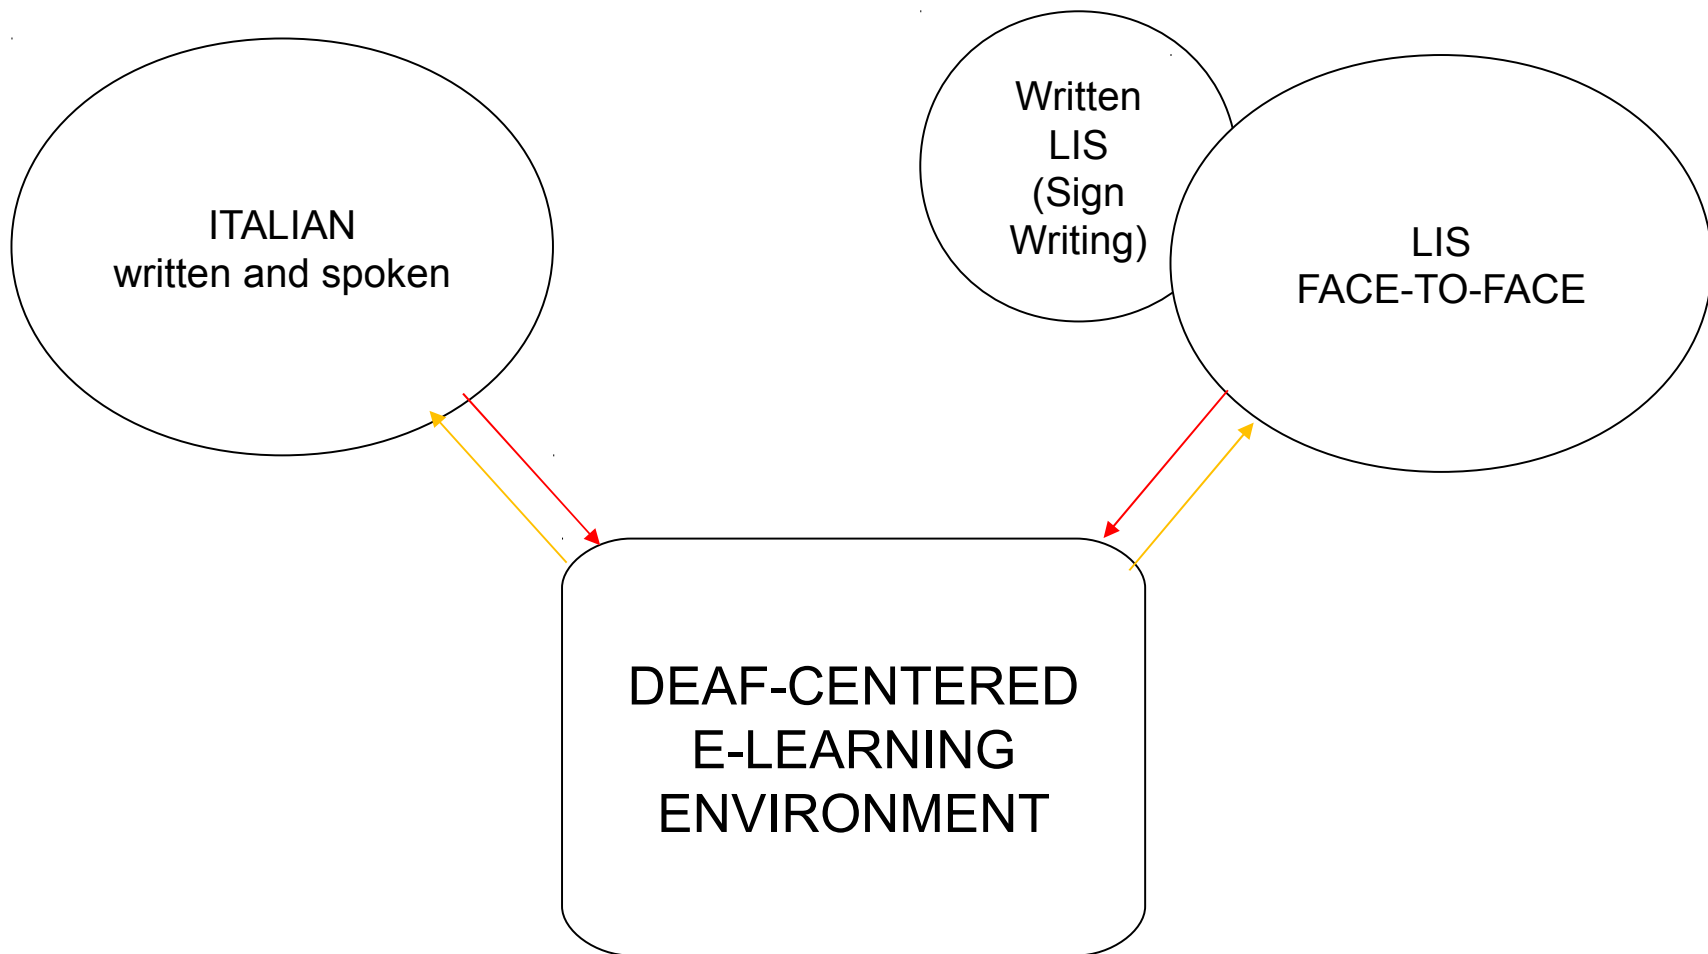 ITALIAN
written and spoken
Written
LIS
(Sign
Writing)
LIS
FACE-TO-FACE
DEAF-CENTERED
E-LEARNING
ENVIRONMENT